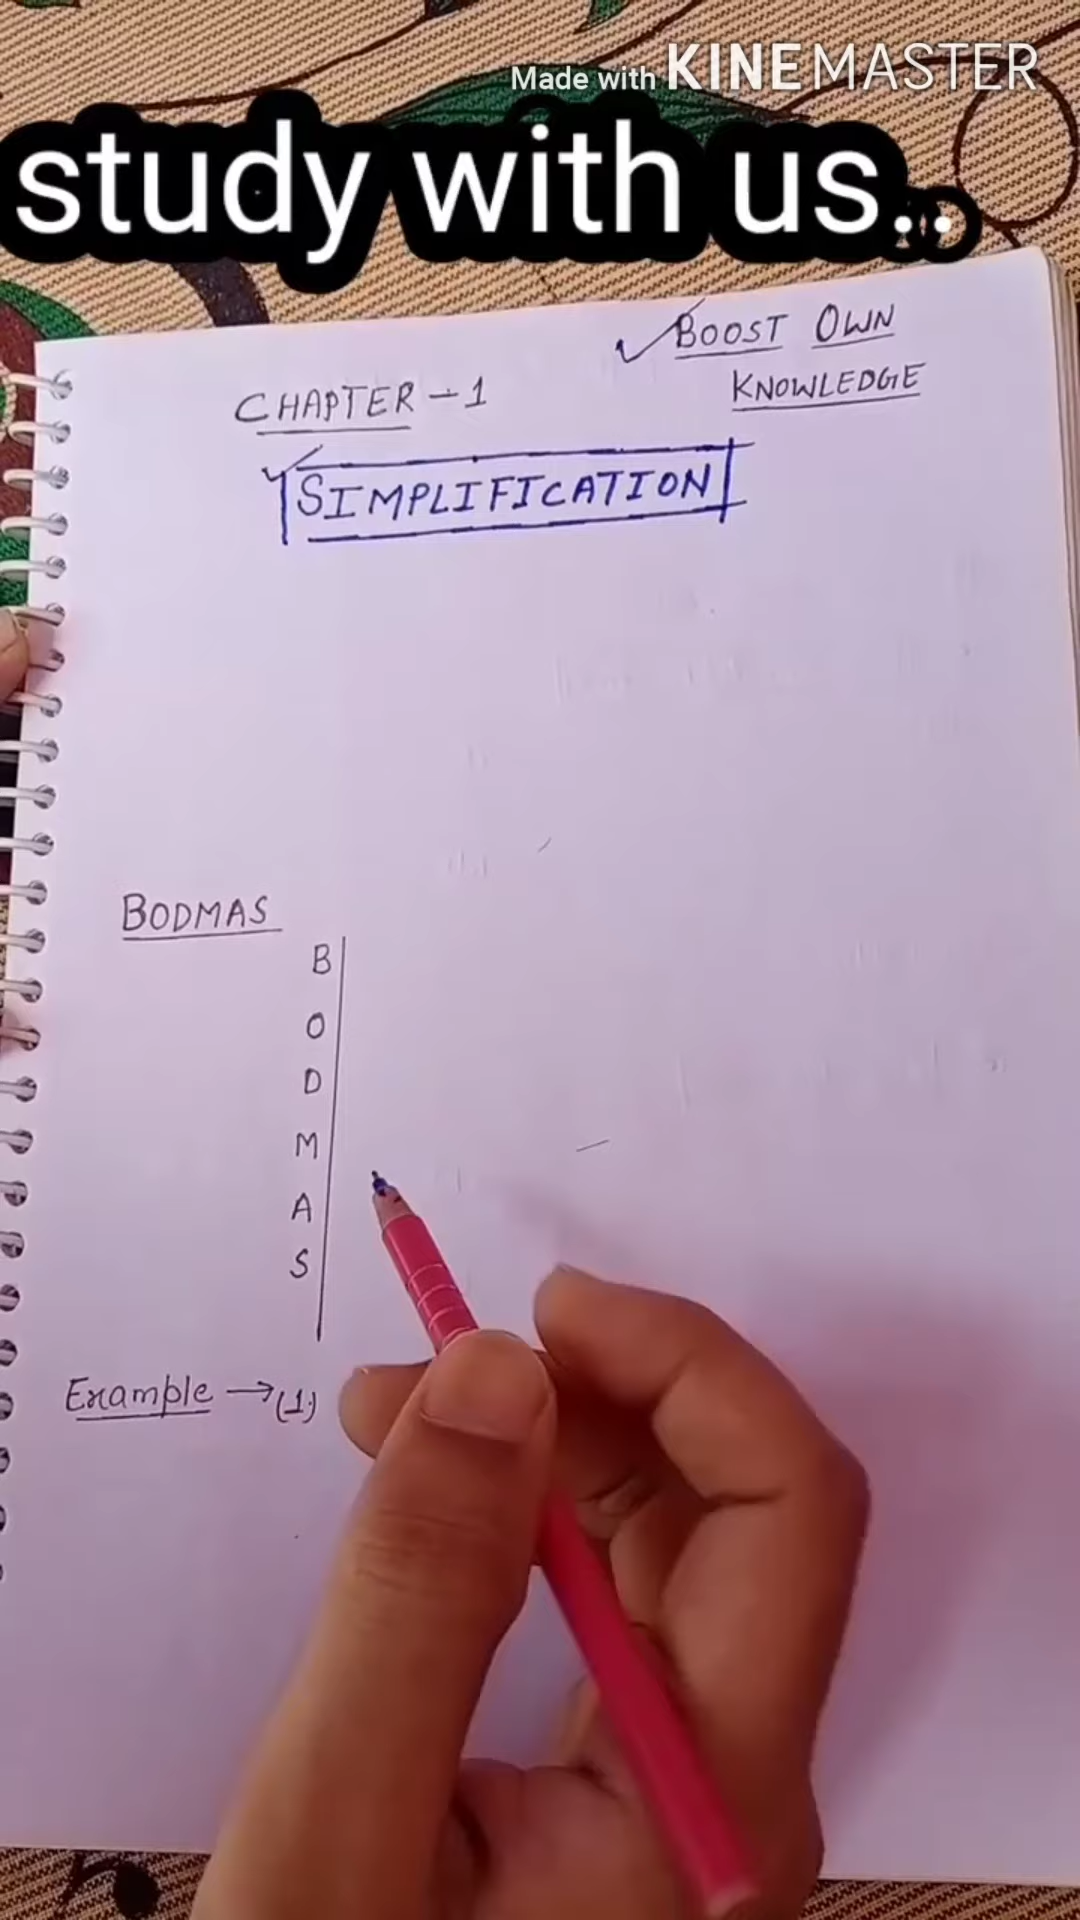 Made with KINEMASTER
study with us..
BOOST OWN
KNOWLEDGE
CHAPTER-1
SIMPLIFICATION
BODMAS
B
O
D
M
A
S
Example → (1)